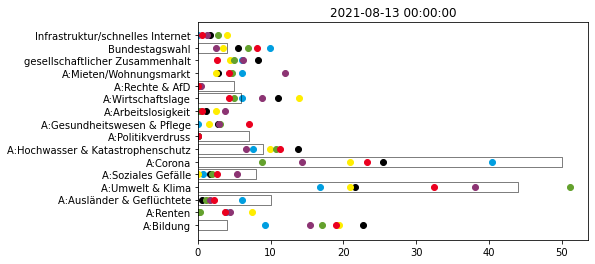 2021-08-13 00:00:00
Infrastruktur/schnelles Internet
Bundestagswahl
gesellschaftlicher Zusammenhalt
A:Mieten/Wohnungsmarkt
A:Rechte & AfD
A:Wirtschaftslage
A:Arbeitslosigkeit
A:Gesundheitswesen & Pflege
A:Politikverdruss
A:Hochwasser & Katastrophenschutz
A:Corona
A:Soziales Gefälle
A:Umwelt & Klima
A:Ausländer & Geflüchtete
A:Renten
A:Bildung
0 10 20 30 40 50